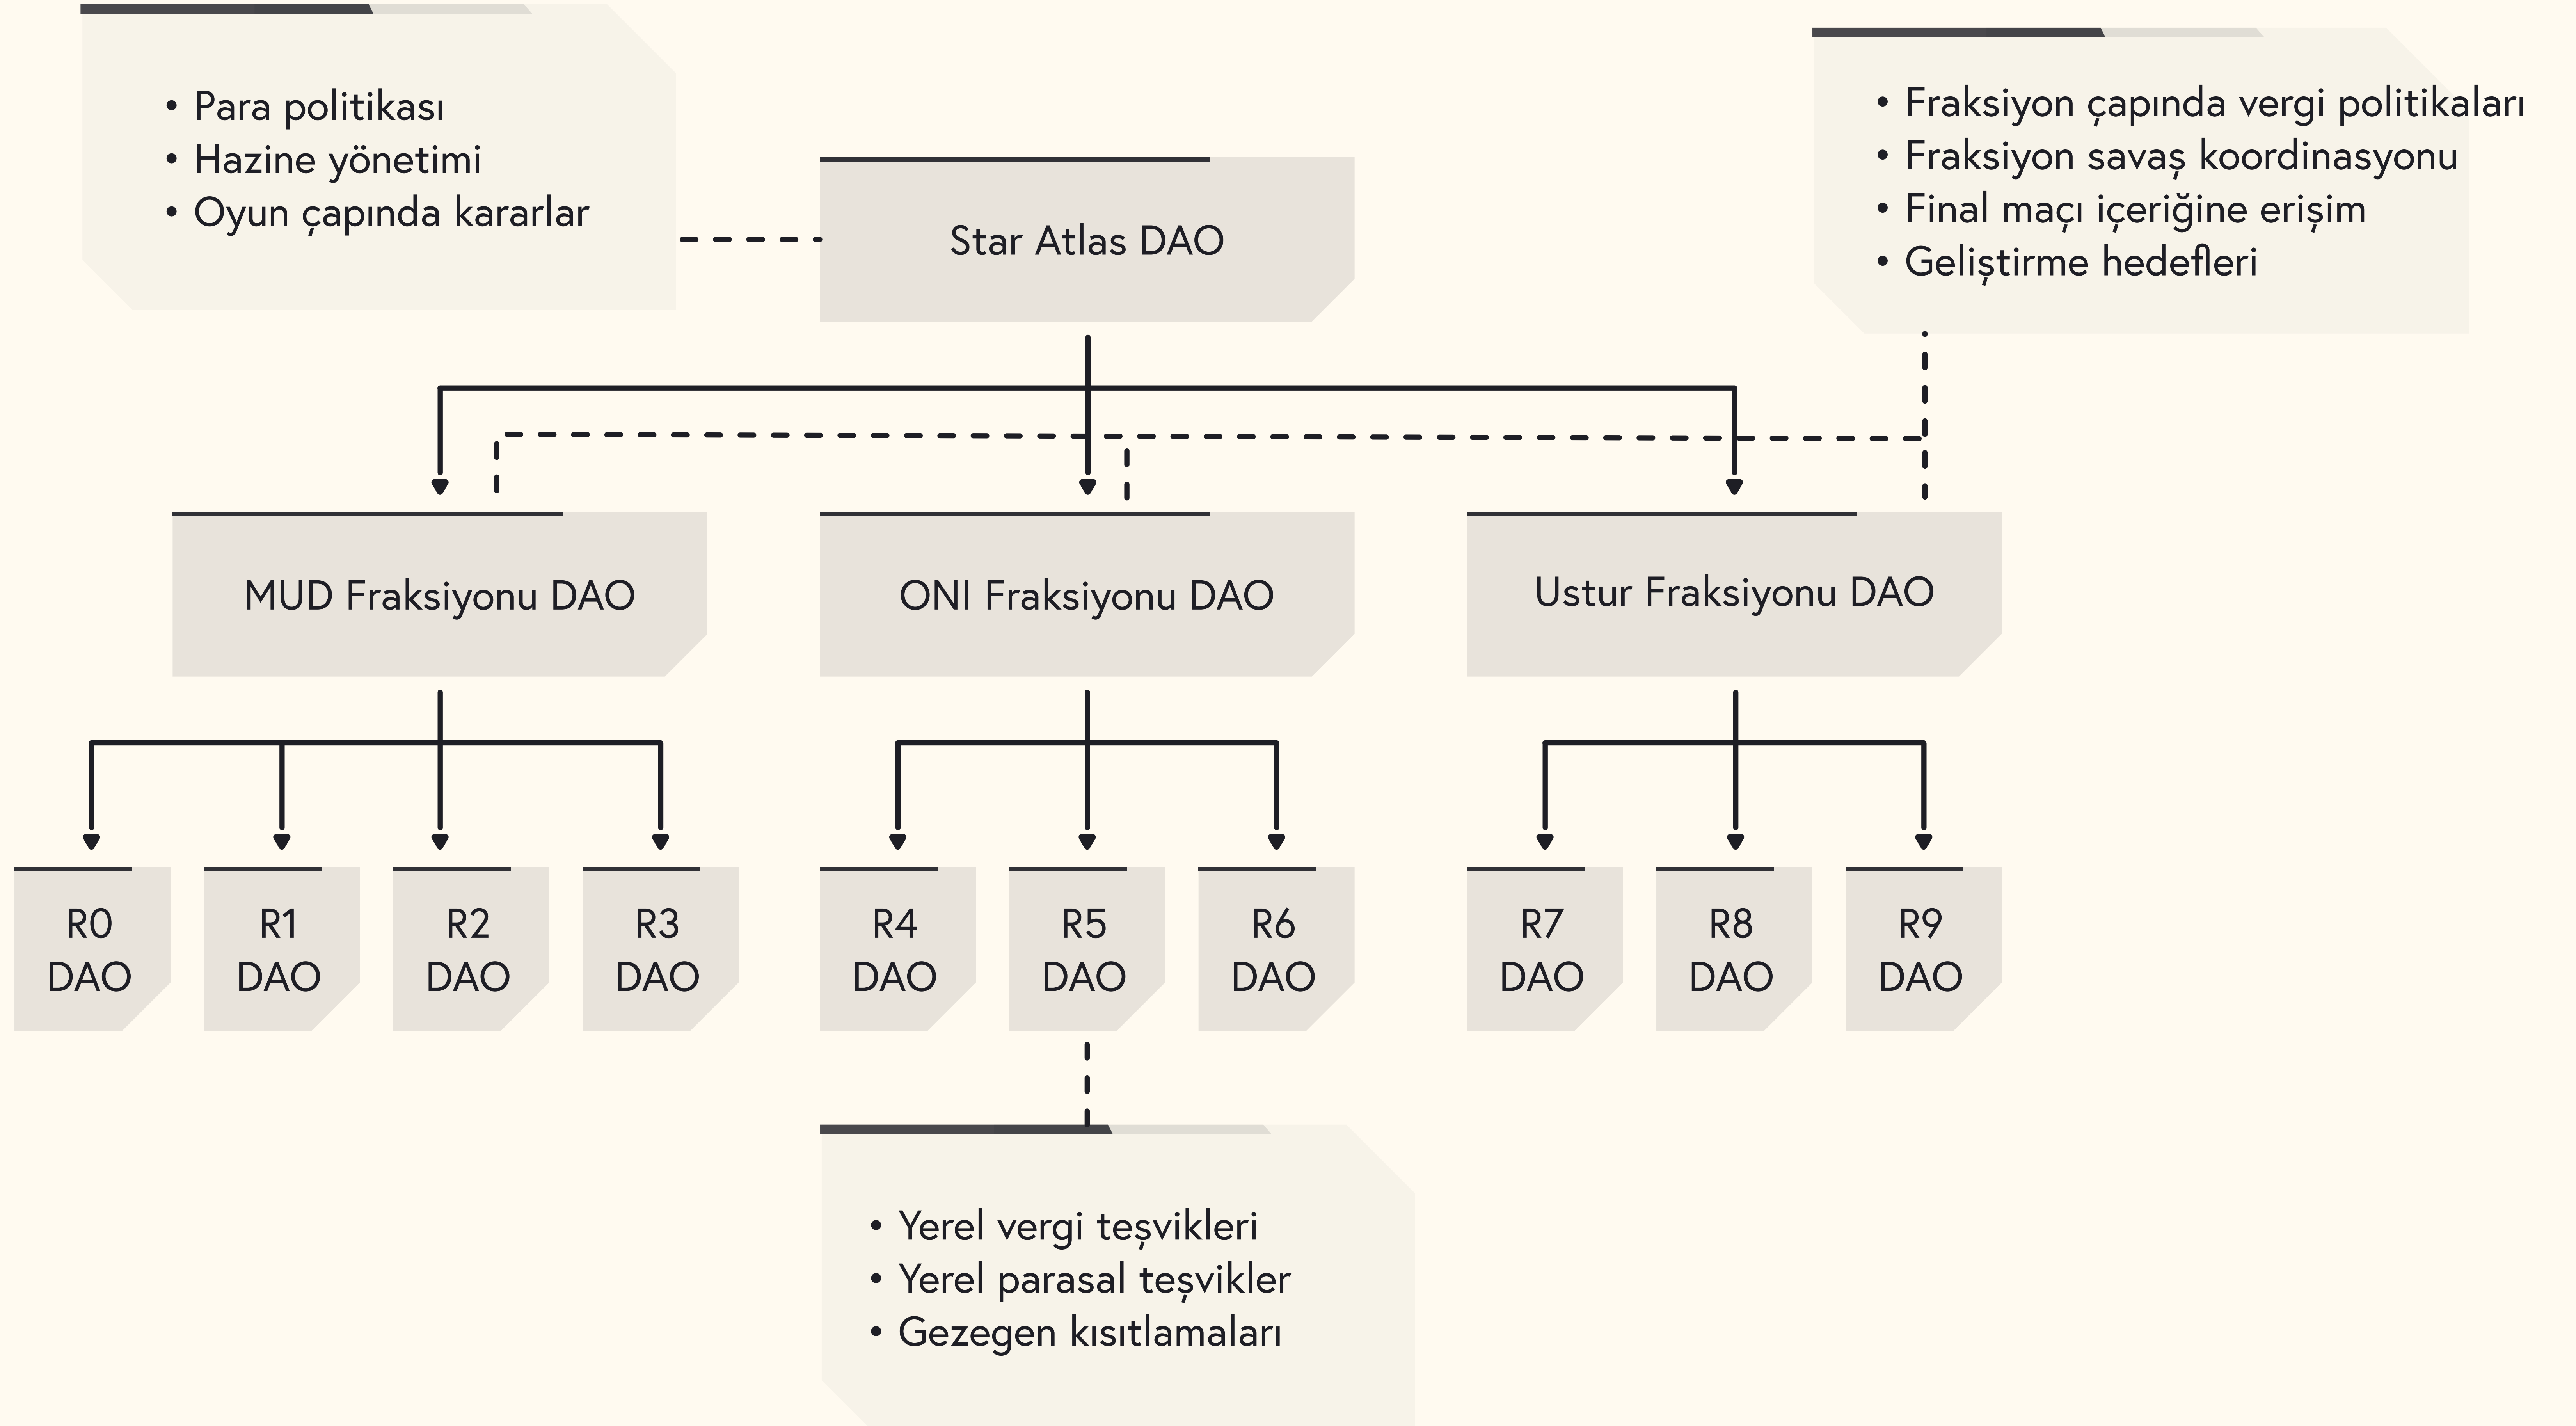 • Para politikası
• Hazine yönetimi
• Oyun çapında kararlar
• Fraksiyon çapında vergi politikaları
• Fraksiyon savaş koordinasyonu
• Final maçı içeriğine erişim
• Geliştirme hedefleri
Star Atlas DAO
MUD Fraksiyonu DAO
ONI Fraksiyonu DAO
Ustur Fraksiyonu DAO
R0
DAO
R1
DAO
R2
DAO
R3
DAO
R4
DAO
R5
DAO
R6
DAO
R7
DAO
R8
DAO
R9
DAO
• Yerel vergi teşvikleri
• Yerel parasal teşvikler
• Gezegen kısıtlamaları